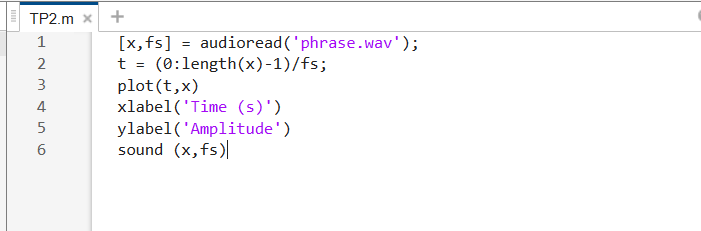 TP2.m × +
1 [x,fs] = audioread('phrase.wav');
2 t = (0:length(x)-1)/fs;
3 plot(t,x)
4 xlabel('Time (s)')
5 ylabel('Amplitude')
6 sound (x,fs)